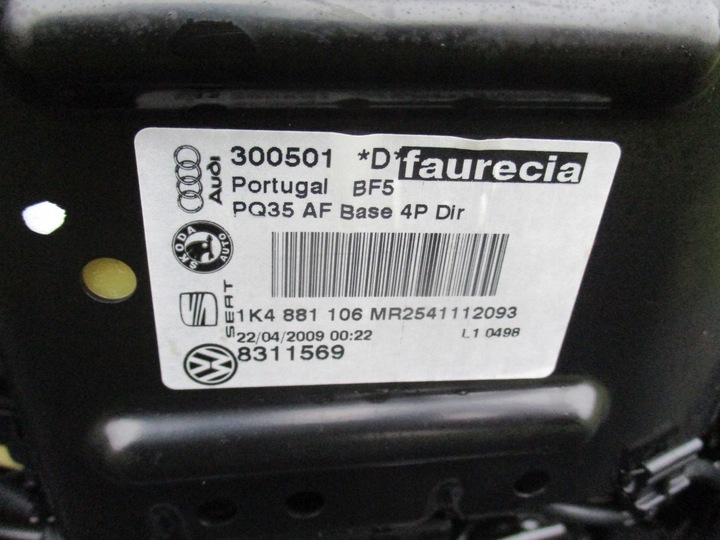 Audi
300501 *D* faurecia
Portugal BF5
PQ35 AF Base 4P Dir
SKODA AUTO
SEAT
1K4 881 106 MR2541112093
22/04/2009 00:22 L1 0498
8311569